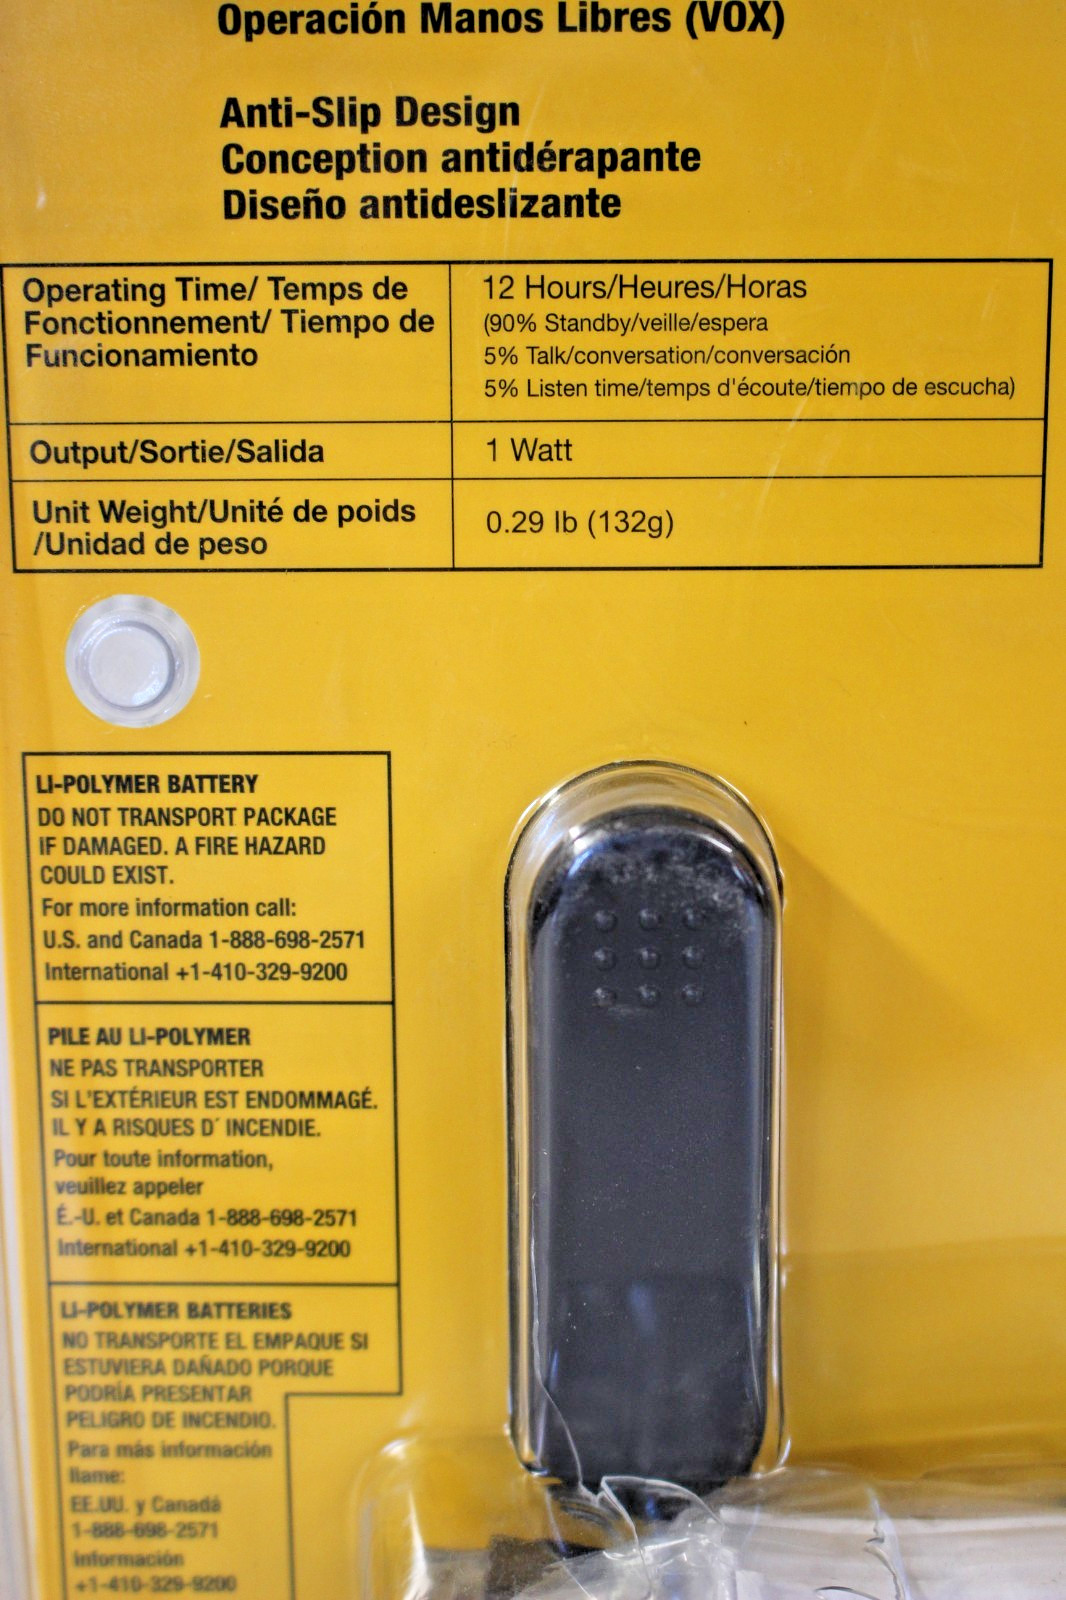 Operación Manos Libres (VOX)
Anti-Slip Design
Conception antidérapante
Diseño antideslizante
Operating Time/ Temps de
Fonctionnement/ Tiempo de
Funcionamiento
12 Hours/Heures/Horas
(90% Standby/veille/espera
5% Talk/conversation/conversación
5% Listen time/temps d'écoute/tiempo de escucha)
Output/Sortie/Salida
1 Watt
Unit Weight/Unité de poids
/Unidad de peso
0.29 lb (132g)
LI-POLYMER BATTERY
DO NOT TRANSPORT PACKAGE
IF DAMAGED. A FIRE HAZARD
COULD EXIST.
For more information call:
U.S. and Canada 1-888-698-2571
International +1-410-329-9200
PILE AU LI-POLYMER
NE PAS TRANSPORTER
SI L'EXTÉRIEUR EST ENDOMMAGÉ.
IL Y A RISQUES D´ INCENDIE.
Pour toute information,
veuillez appeler
É.-U. et Canada 1-888-698-2571
International +1-410-329-9200
LI-POLYMER BATTERIES
NO TRANSPORTE EL EMPAQUE SI
ESTUVIERA DAÑADO PORQUE
PODRÍA PRESENTAR
PELIGRO DE INCENDIO.
Para más información
llame:
EE.UU. y Canadá
1-888-698-2571
Información
+1-410-329-9200